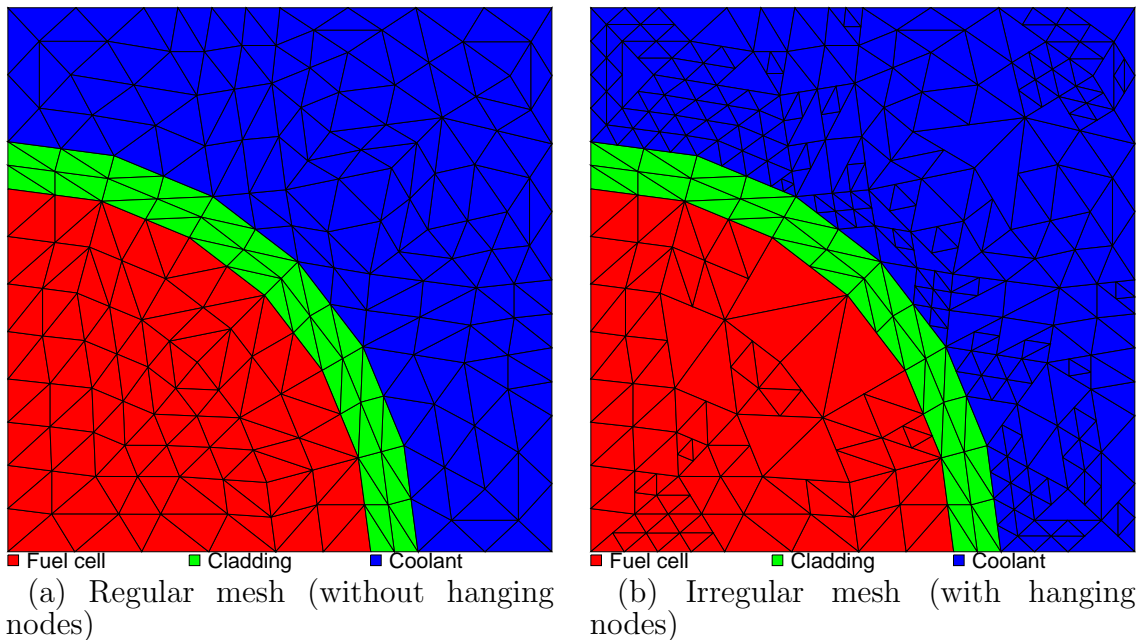 Fuel cell Cladding Coolant
(a) Regular mesh (without hanging
nodes)
Fuel cell Cladding Coolant
(b) Irregular mesh (with hanging
nodes)